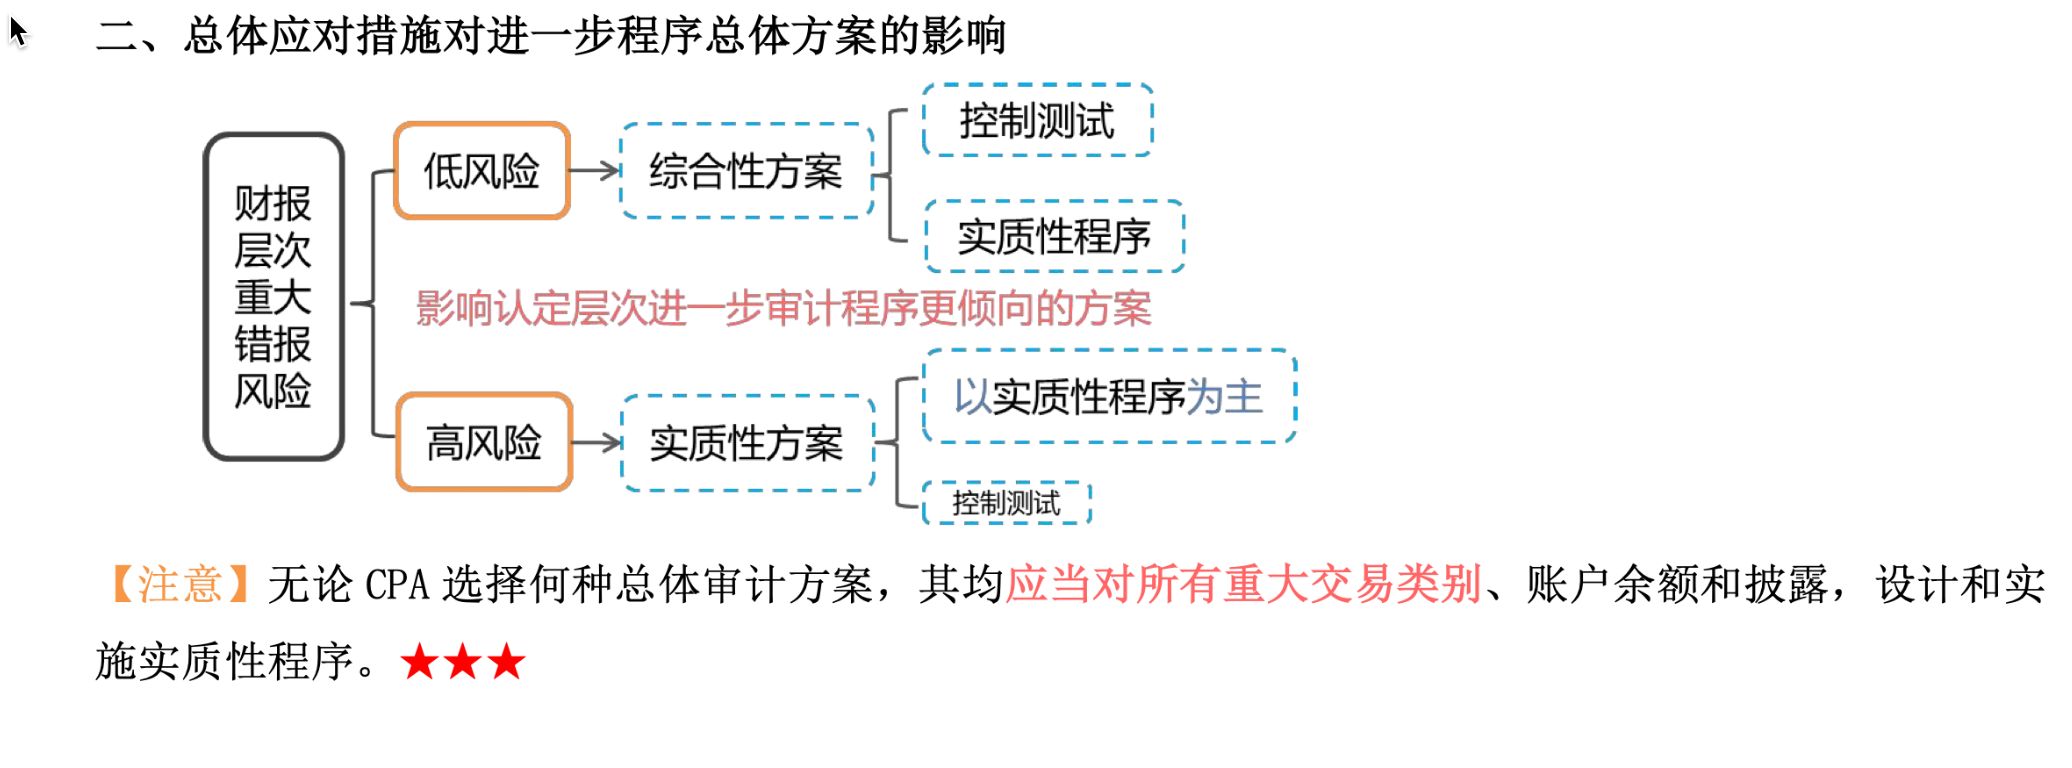 二、总体应对措施对进一步程序总体方案的影响
财报
层次
重大
错报
风险
低风险
综合性方案
控制测试
实质性程序
影响认定层次进一步审计程序更倾向的方案
高风险
实质性方案
以实质性程序为主
控制测试
【注意】无论 CPA 选择何种总体审计方案，其均应当对所有重大交易类别、账户余额和披露，设计和实
施实质性程序。★★★